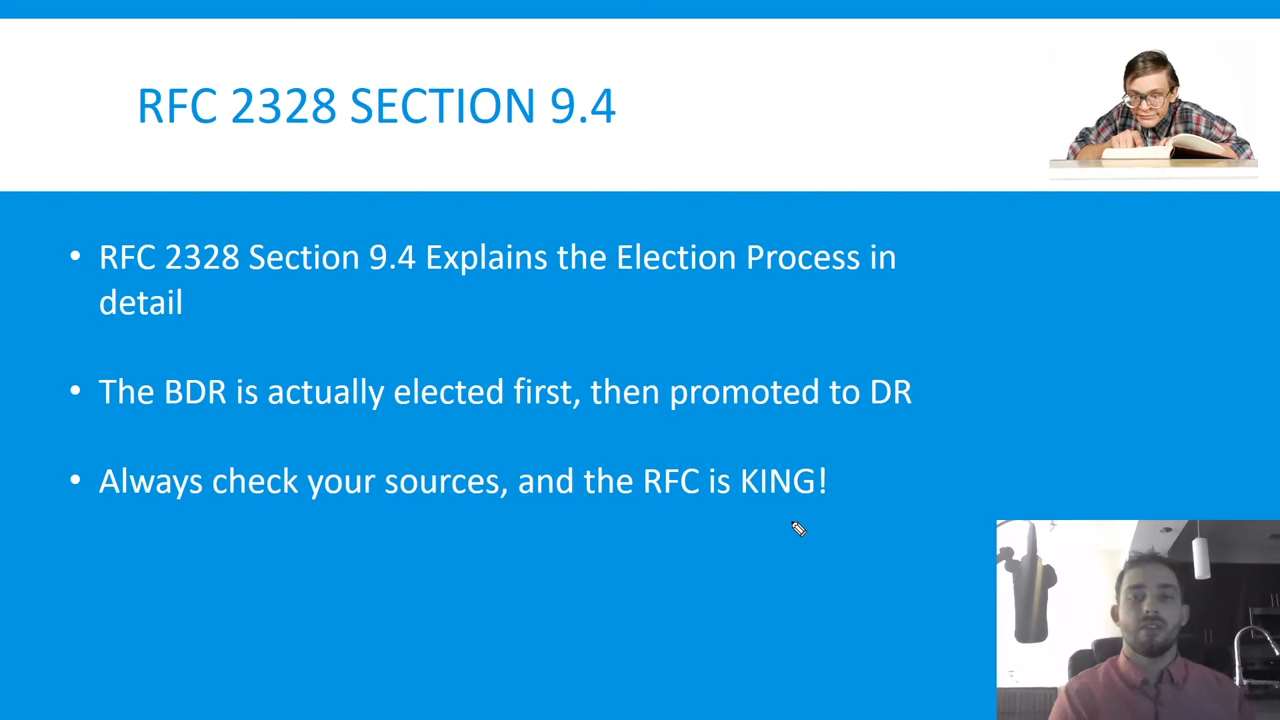 RFC 2328 SECTION 9.4
• RFC 2328 Section 9.4 Explains the Election Process in
detail
• The BDR is actually elected first, then promoted to DR
• Always check your sources, and the RFC is KING!